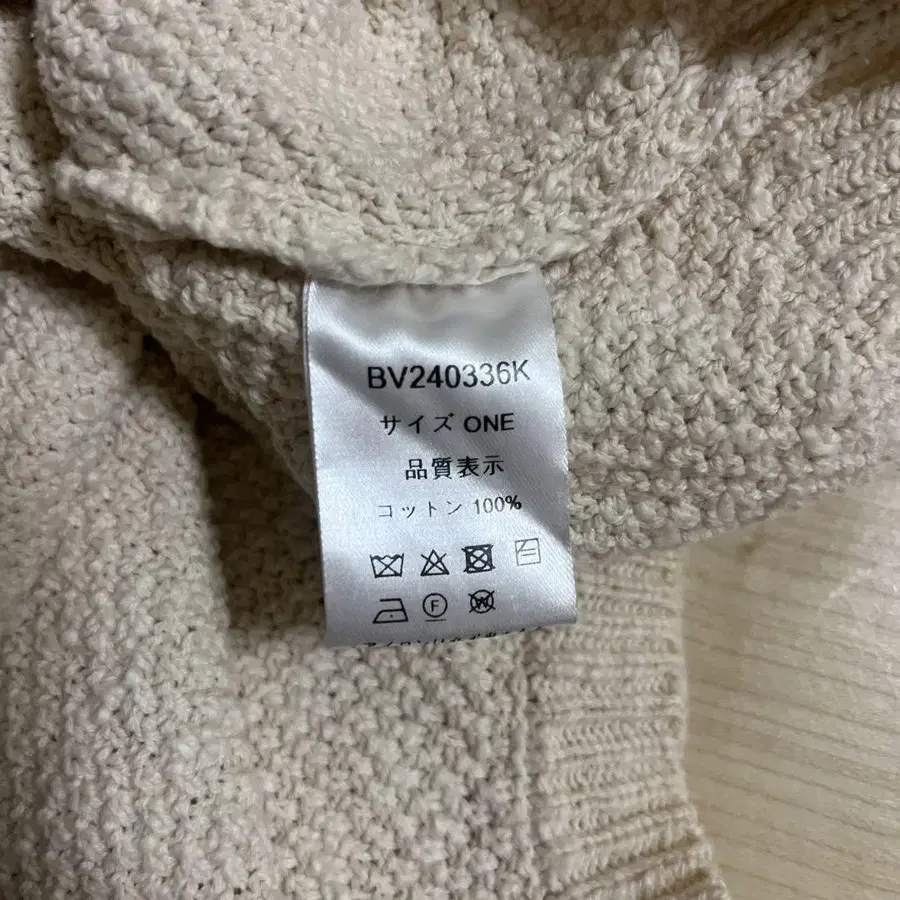 BV240336K
サイズ ONE
品質表示
コットン 100%
F
W